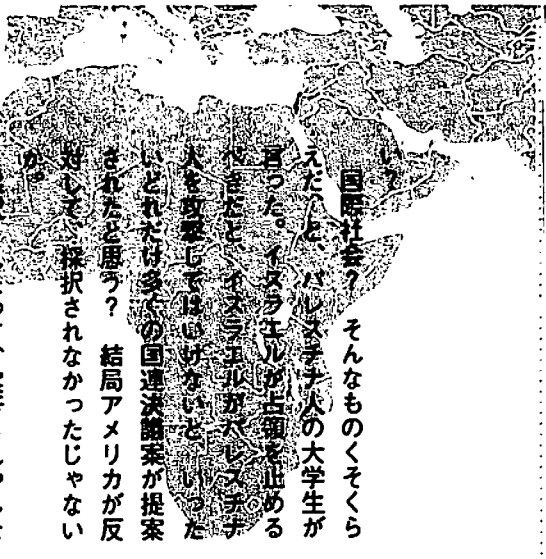 い？
　国際社会？　そんなものくそくら
えだ、と、パレスチナ人の大学生が
言った。イスラエルが占領を止める
べきだと、イスラエルがパレスチナ
人を攻撃してはいけないと、いった
いどれだけ多くの国連決議案が提案
されたと思う？　結局アメリカが反
対して、採択されなかったじゃない
か。